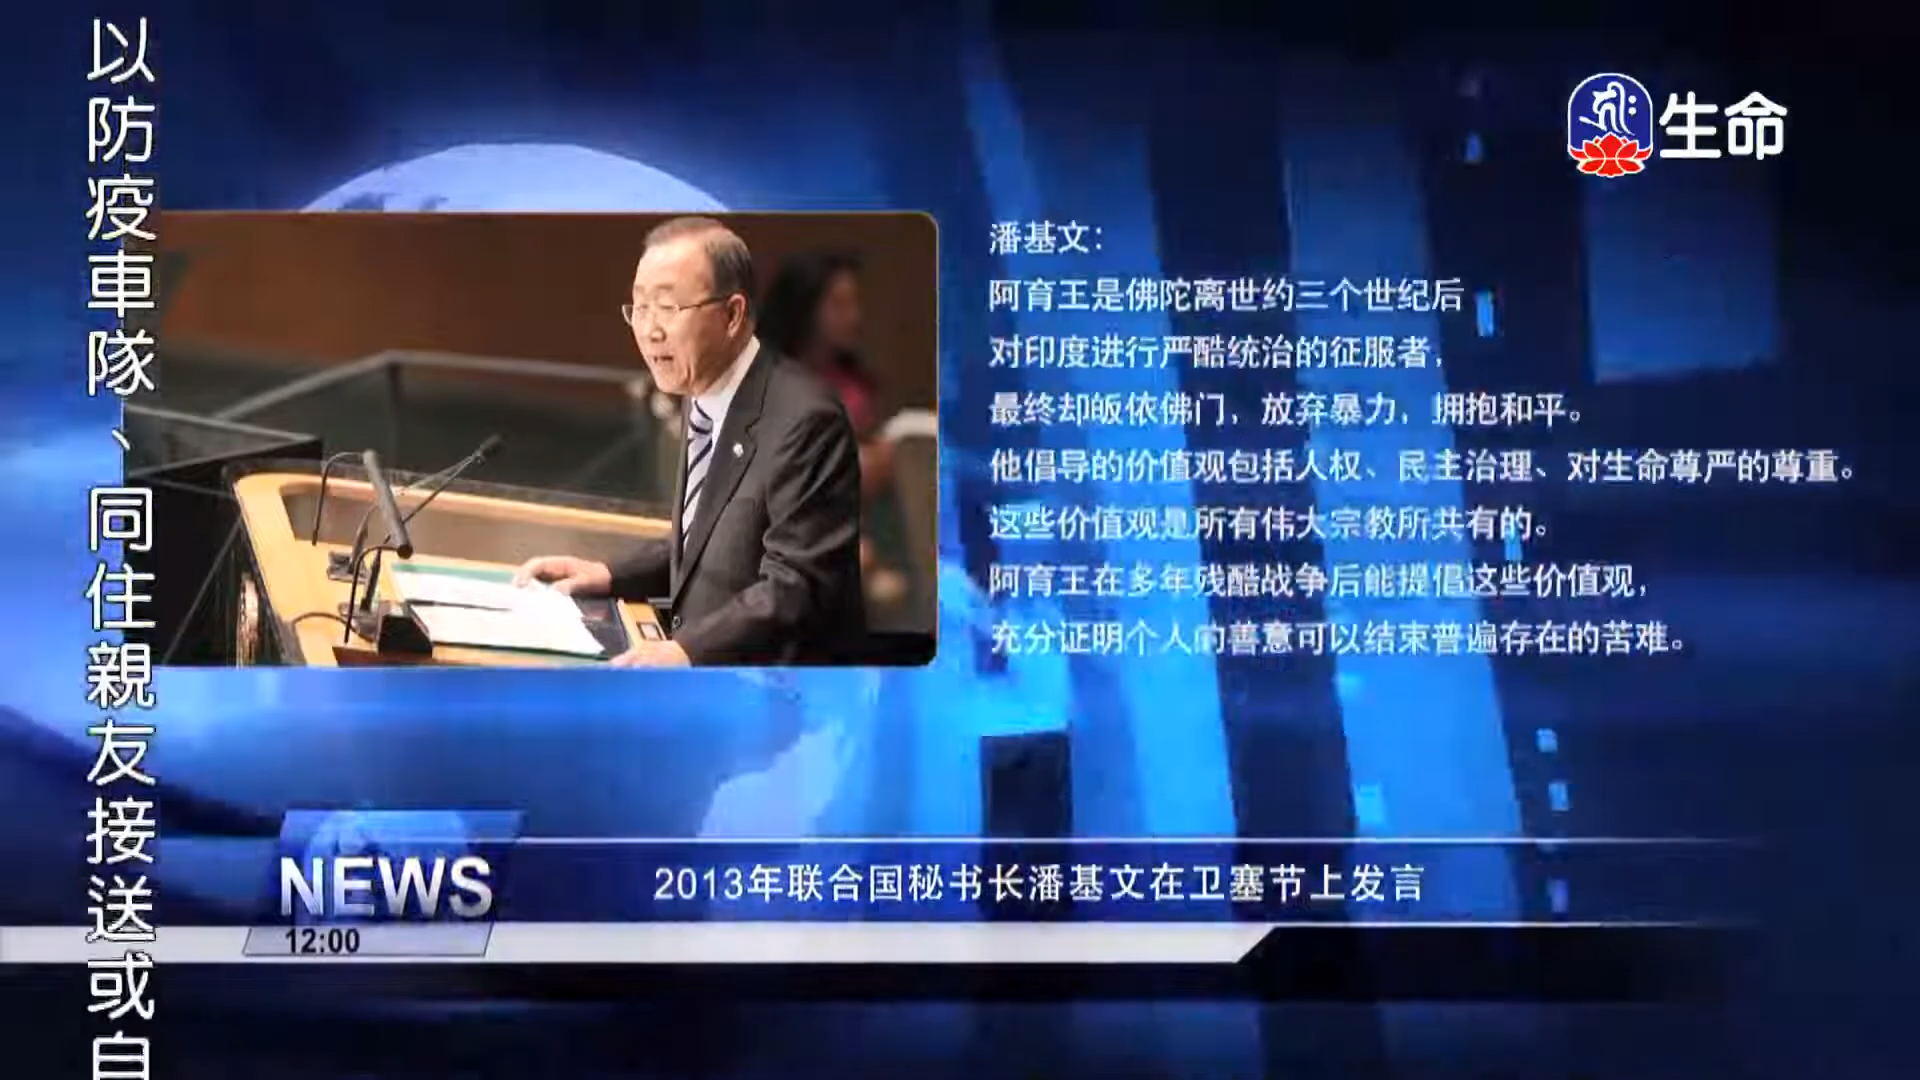 以防疫車隊、同住親友接送或自
生命
潘基文：
阿育王是佛陀离世约三个世纪后
对印度进行严酷统治的征服者，
最终却皈依佛门，放弃暴力，拥抱和平。
他倡导的价值观包括人权、民主治理、对生命尊严的尊重。
这些价值观是所有伟大宗教所共有的。
阿育王在多年残酷战争后能提倡这些价值观，
充分证明个人的善意可以结束普遍存在的苦难。
NEWS
2013年联合国秘书长潘基文在卫塞节上发言
12:00